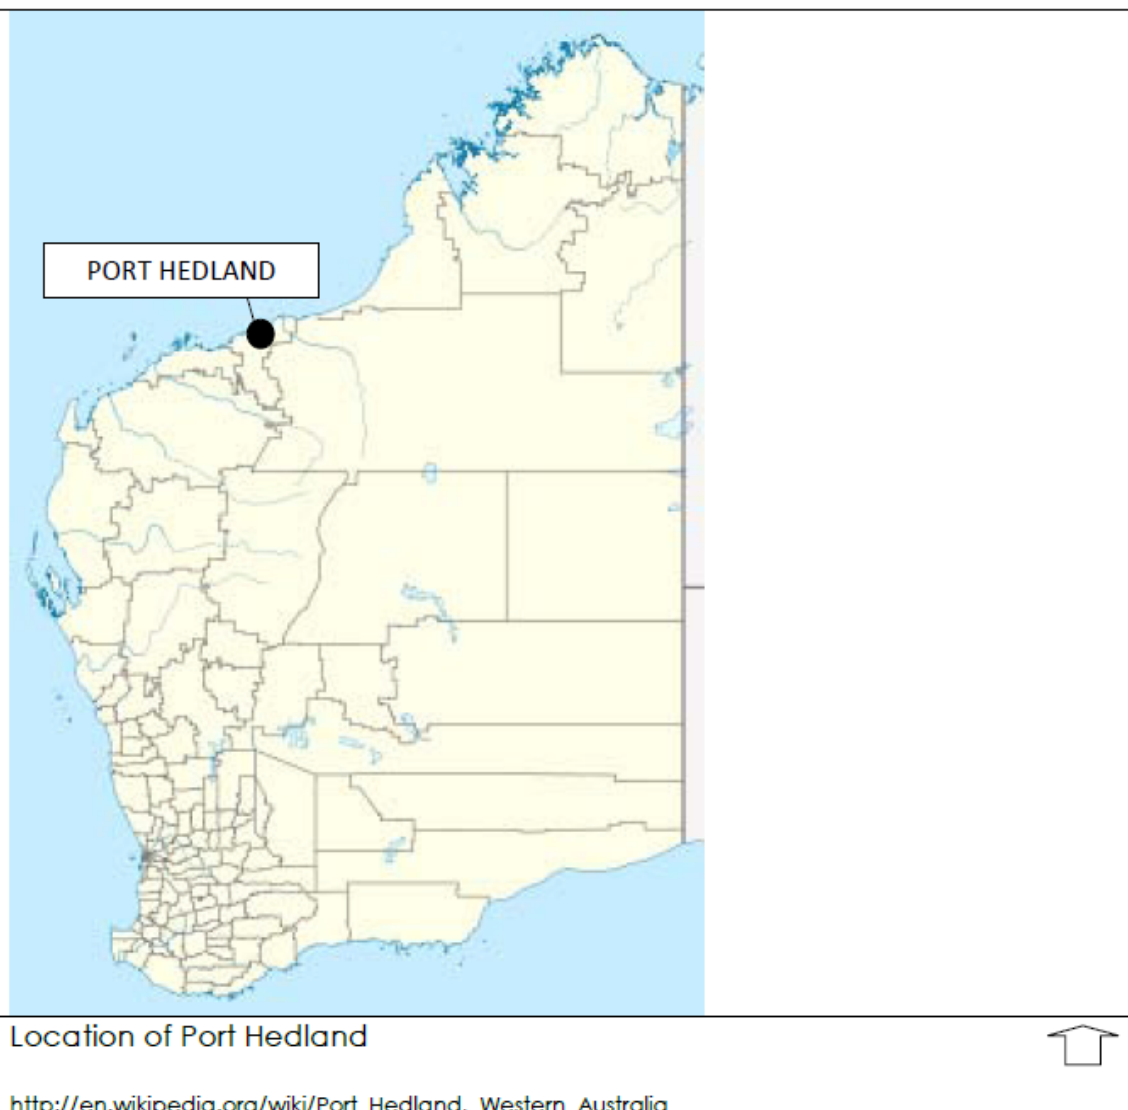 PORT HEDLAND
Location of Port Hedland
http://en.wikipedia.org/wiki/Port_Hedland,_Western_Australia